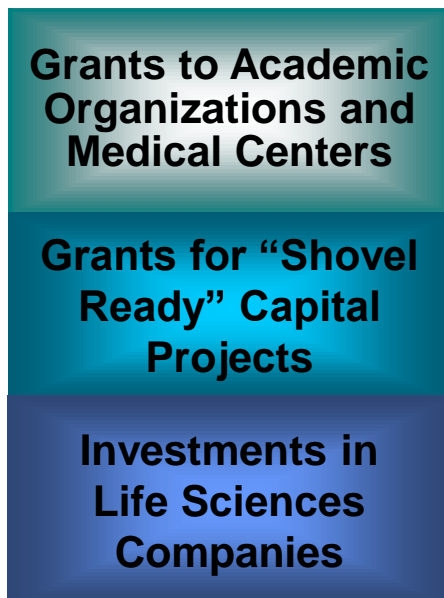 Grants to Academic
Organizations and
Medical Centers
Grants for “Shovel
Ready” Capital
Projects
Investments in
Life Sciences
Companies